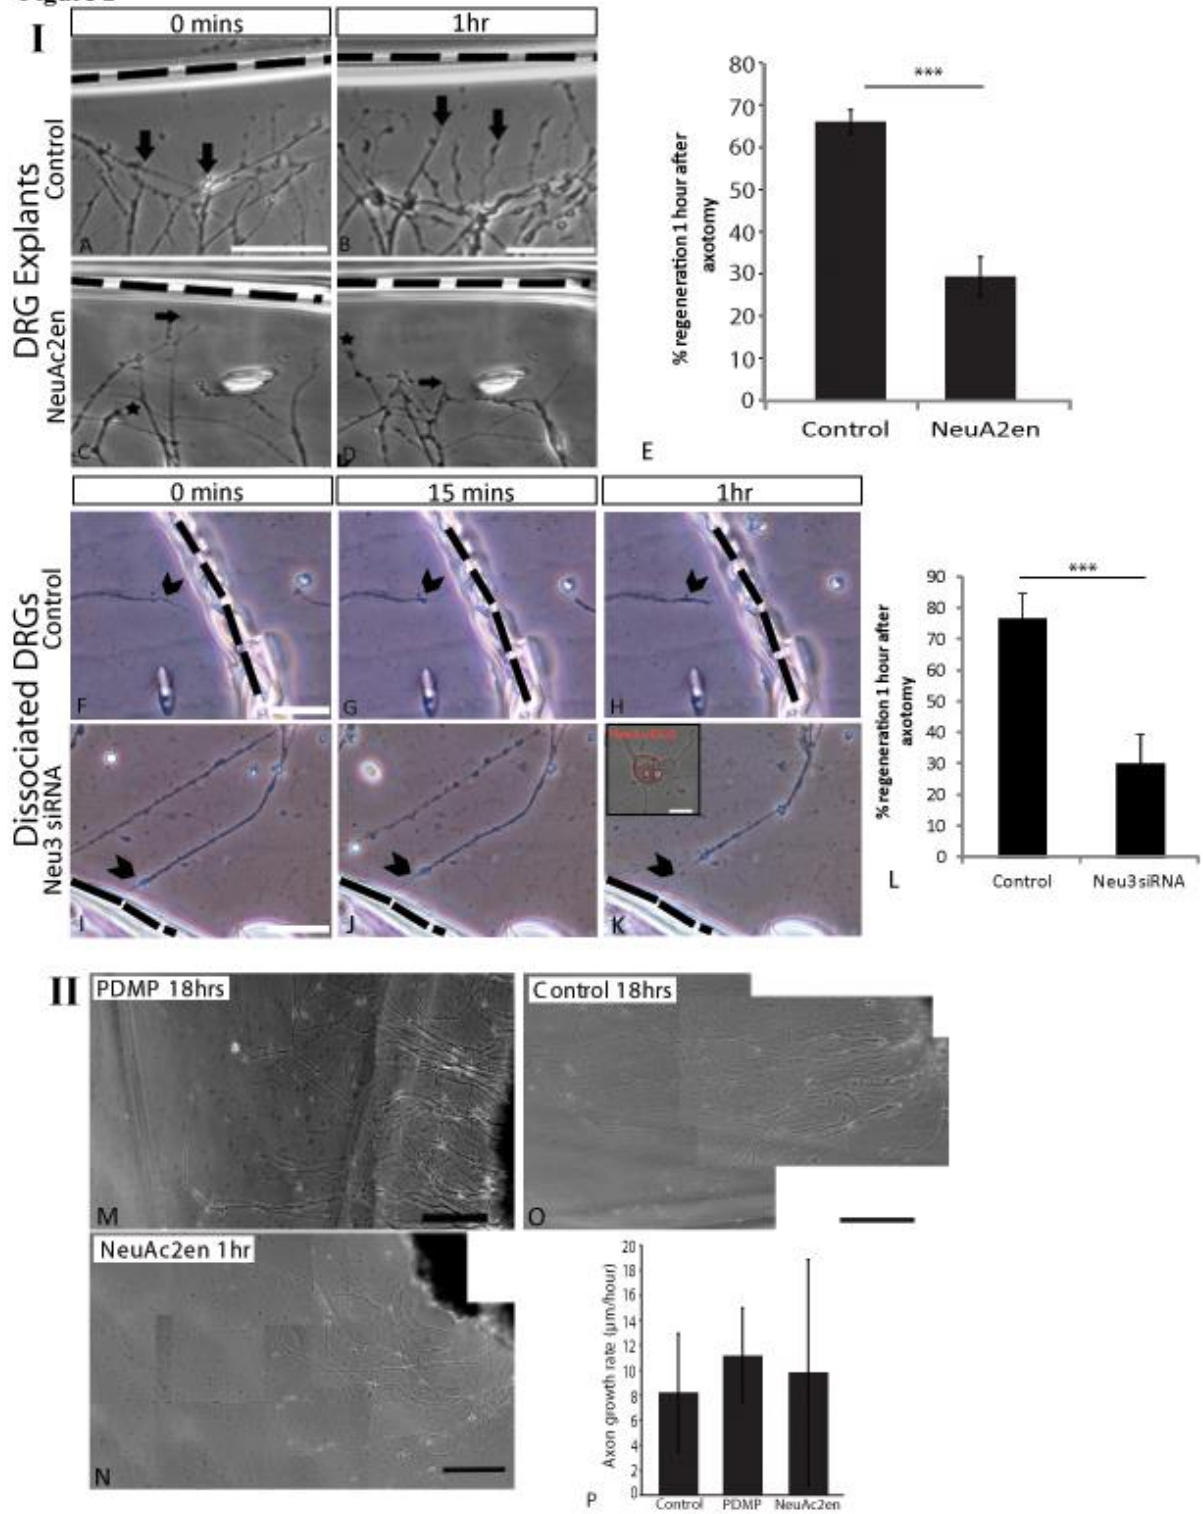 I
0 mins
1hr
DRG Explants
Control
NeuAc2en
A
B
C
D
% regeneration 1 hour after
axotomy
80
70
60
50
40
30
20
10
0
***
Control
NeuA2en
E
0 mins
15 mins
1hr
Dissociated DRGs
Control
Neu3 siRNA
F
G
H
I
J
K
% regeneration 1 hour after
axotomy
90
80
70
60
50
40
30
20
10
0
***
Control
Neu3siRNA
L
II
PDMP 18hrs
M
Control 18hrs
O
NeuAc2en 1hr
N
Axon growth rate (µm/hour)
20
18
16
14
12
10
8
6
4
2
0
Control
PDMP
NeuAc2en
P